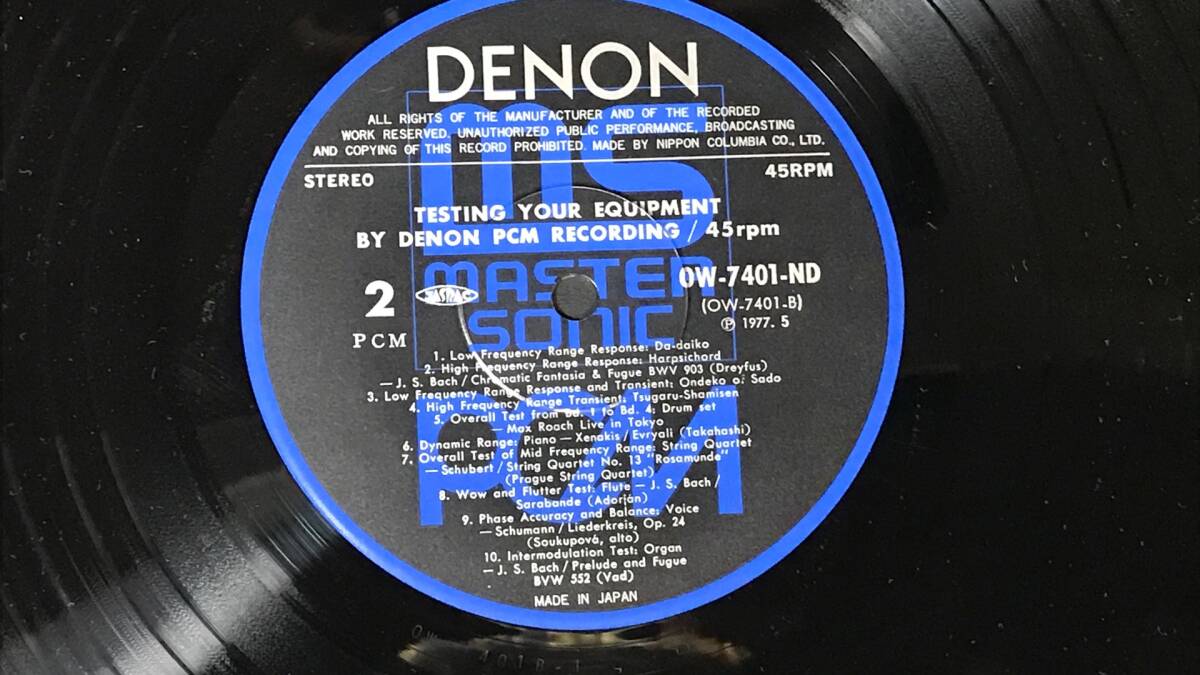 DENON
ms
ALL RIGHTS OF THE MANUFACTURER AND OF THE RECORDED
WORK RESERVED. UNAUTHORIZED PUBLIC PERFORMANCE, BROADCASTING
AND COPYING OF THIS RECORD PROHIBITED. MADE BY NIPPON COLUMBIA CO., LTD.
STEREO 45RPM
TESTING YOUR EQUIPMENT
BY DENON PCM RECORDING / 45rpm
MASTER
SONIC
2
PCM
JASRAC
OW-7401-ND
(OW-7401-B)
Ⓟ 1977. 5
1. Low Frequency Range Response: Da-daiko
2. High Frequency Range Response: Harpsichord
— J. S. Bach / Chromatic Fantasia & Fugue BWV 903 (Dreyfus)
3. Low Frequency Range Response and Transient: Ondeko of Sado
4. High Frequency Range Transient: Tsugaru-Shamisen
5. Overall Test from Bd. 1 to Bd. 4: Drum set
— Max Roach Live in Tokyo
6. Dynamic Range: Piano — Xenakis / Evryali (Takahashi)
7. Overall Test of Mid Frequency Range: String Quartet
— Schubert / String Quartet No. 13 "Rosamunde"
(Prague String Quartet)
8. Wow and Flutter Test: Flute — J. S. Bach /
Sarabande (Adorján)
9. Phase Accuracy and Balance: Voice
— Schumann / Liederkreis, Op. 24
(Soukupová, alto)
10. Intermodulation Test: Organ
— J. S. Bach / Prelude and Fugue
BVW 552 (Vad)
PCM
MADE IN JAPAN